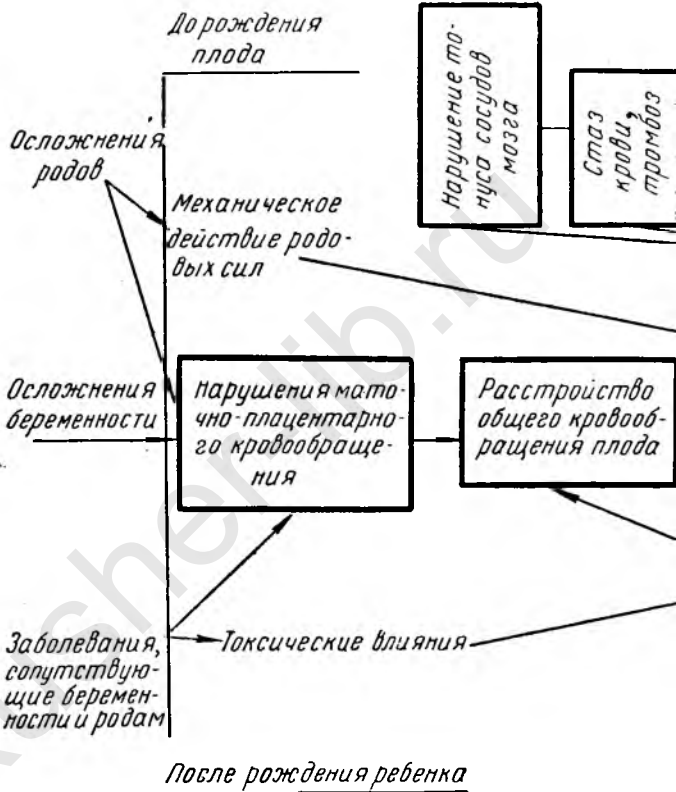 До рождения
плода
Нарушение то-
нуса сосудов
мозга
Стаз
крови,
тромбоз
Осложнения
родов
Механическое
действие родо-
вых сил
Осложнения
беременности
Нарушения мато-
чно-плацентарно-
го кровообраще-
ния
Расстройство
общего кровооб-
ращения плода
Заболевания,
сопутствую-
щие беремен-
ности и родам
Токсические влияния
После рождения ребенка